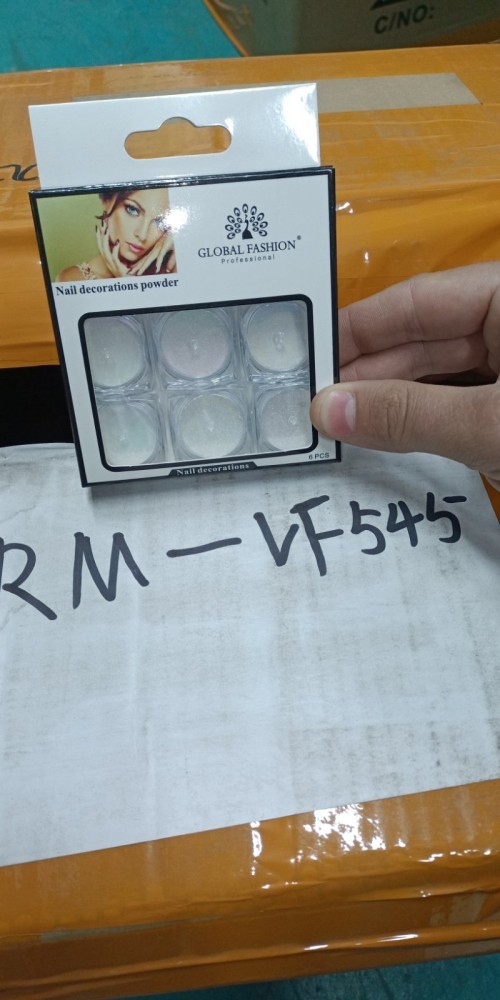 C/NO:
GLOBAL FASHION®
Professional
Nail decorations powder
6 PCS
Nail decorations
RM-VF545